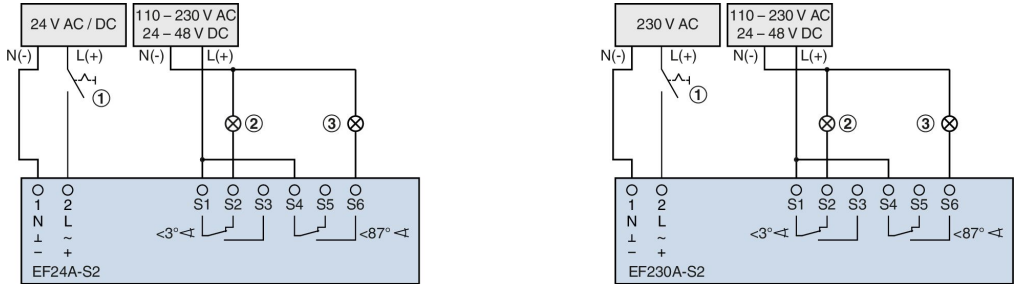 24 V AC / DC
110 – 230 V AC
24 – 48 V DC
N(-) L(+) N(-) L(+)
1
2
3
1 2 S1 S2 S3 S4 S5 S6
N L
<3° <87°
⊥ ~
– +
EF24A-S2
230 V AC
110 – 230 V AC
24 – 48 V DC
N(-) L(+) N(-) L(+)
1
2
3
1 2 S1 S2 S3 S4 S5 S6
N L
<3° <87°
⊥ ~
– +
EF230A-S2